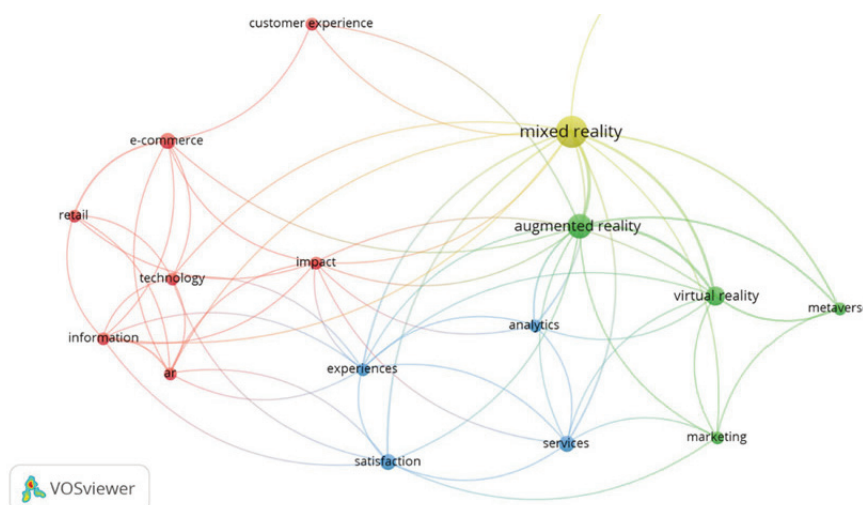 customer experience
mixed reality
e-commerce
retail
augmented reality
impact
technology
virtual reality
metaverse
analytics
information
ar
experiences
marketing
services
satisfaction
VOSviewer